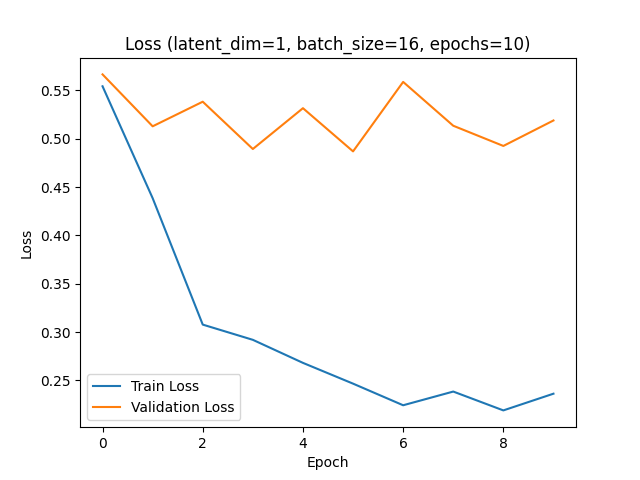 Loss (latent_dim=1, batch_size=16, epochs=10)
0.55
0.50
0.45
0.40
0.35
0.30
0.25
Loss
Train Loss
Validation Loss
0 2 4 6 8
Epoch